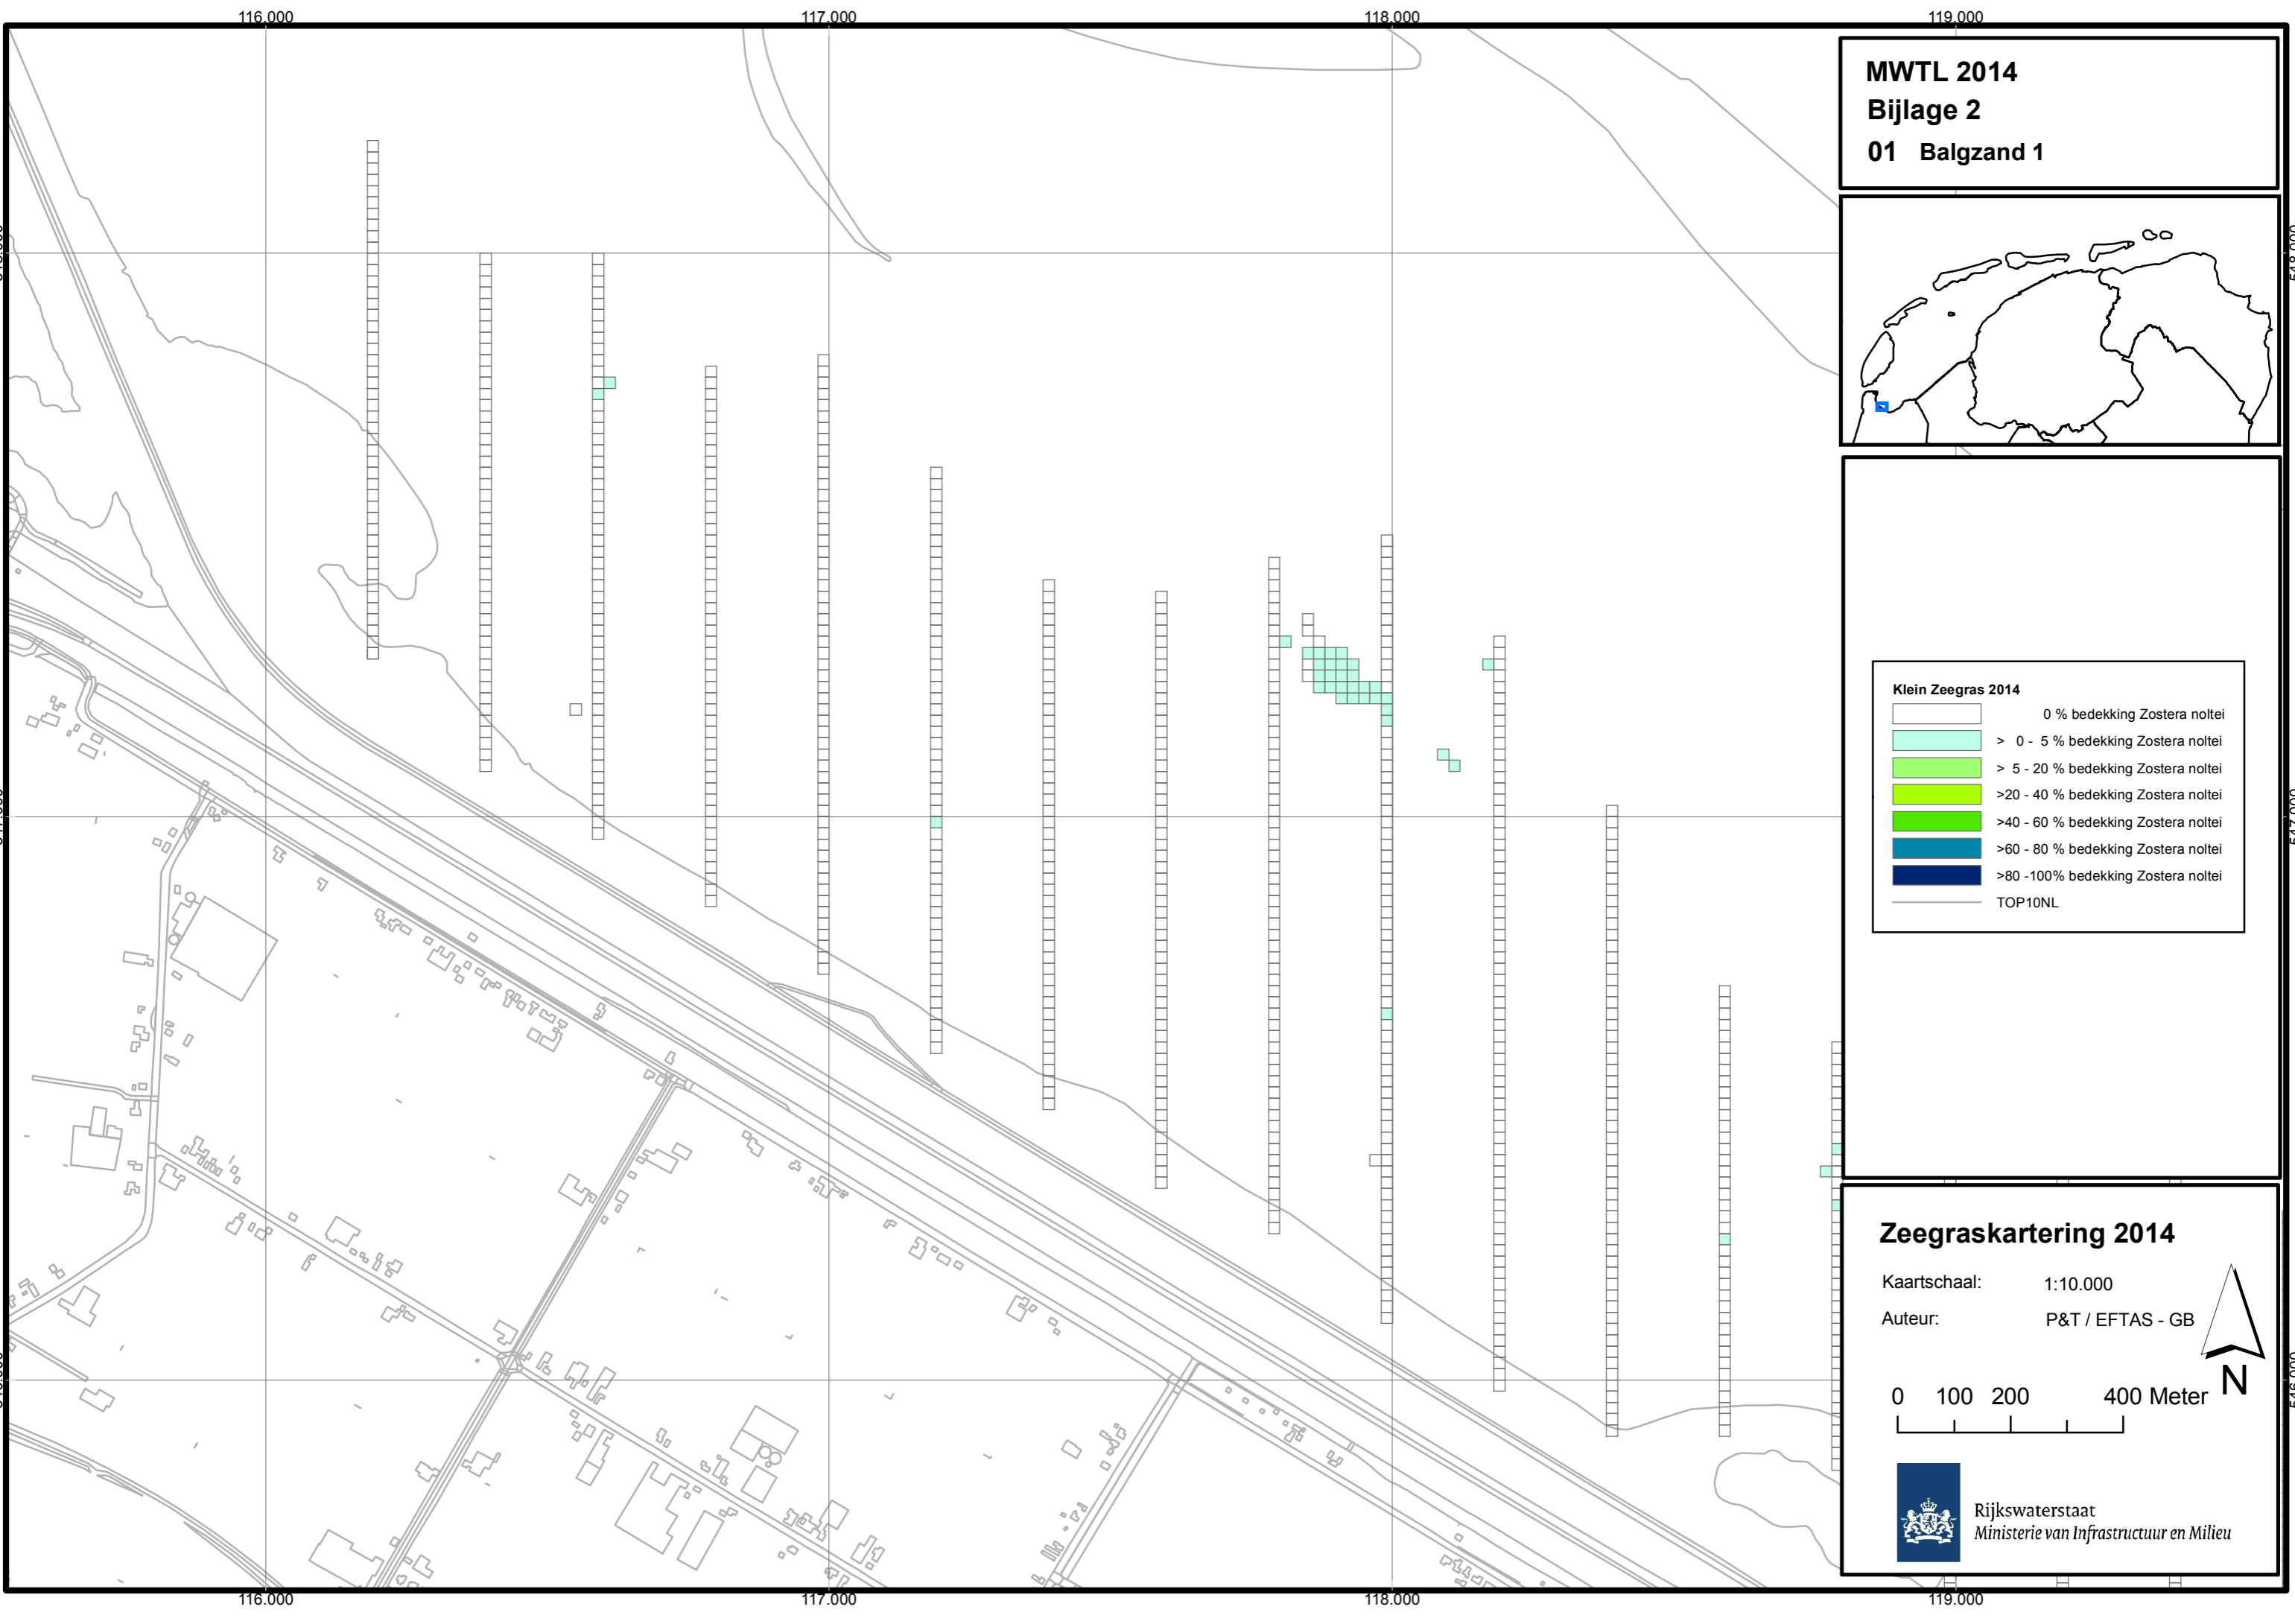 116.000 117.000 118.000 119.000
MWTL 2014
Bijlage 2
01 Balgzand 1
Klein Zeegras 2014
0 % bedekking Zostera noltei
> 0 - 5 % bedekking Zostera noltei
> 5 - 20 % bedekking Zostera noltei
>20 - 40 % bedekking Zostera noltei
>40 - 60 % bedekking Zostera noltei
>60 - 80 % bedekking Zostera noltei
>80 -100% bedekking Zostera noltei
TOP10NL
Zeegraskartering 2014
Kaartschaal: 1:10.000
Auteur: P&T / EFTAS - GB
N
0 100 200 400 Meter
Rijkswaterstaat
Ministerie van Infrastructuur en Milieu
116.000 117.000 118.000 119.000